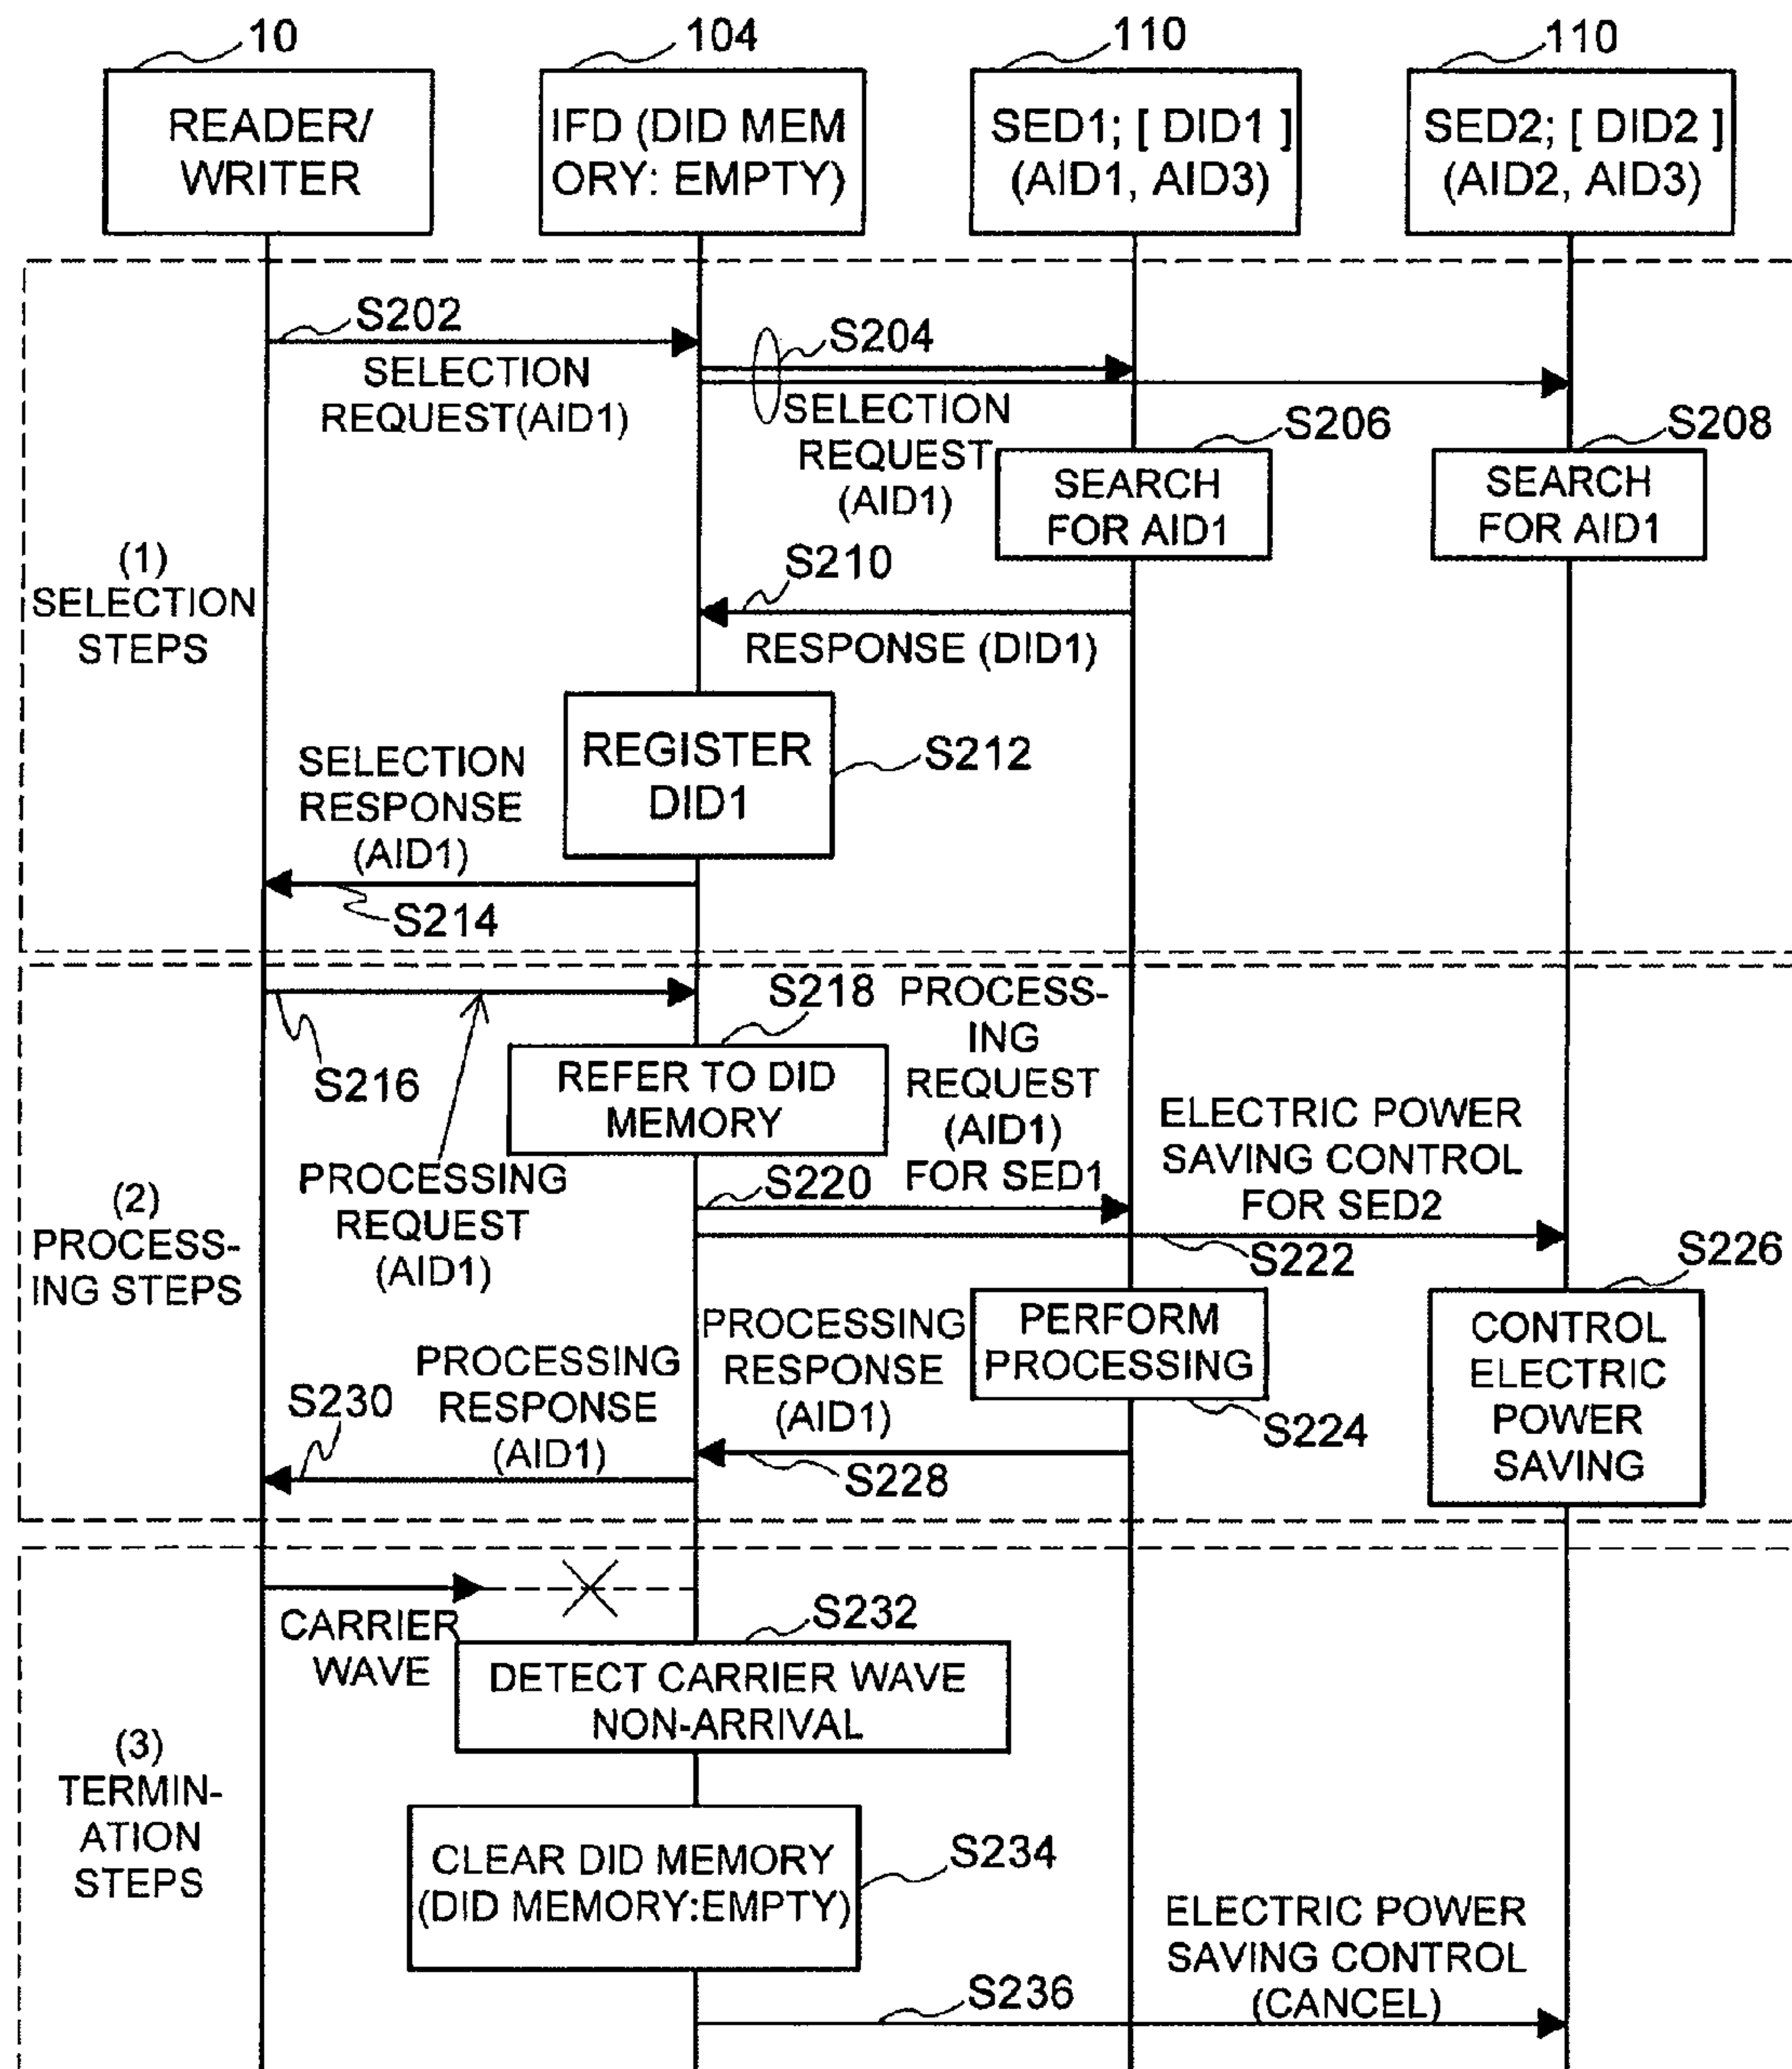 10
104
110
110
READER/
WRITER
IFD (DID MEM
ORY: EMPTY)
SED1; [ DID1 ]
(AID1, AID3)
SED2; [ DID2 ]
(AID2, AID3)
(1)
SELECTION
STEPS
S202
SELECTION
REQUEST(AID1)
S204
SELECTION
REQUEST
(AID1)
S206
SEARCH
FOR AID1
S208
SEARCH
FOR AID1
S210
RESPONSE (DID1)
REGISTER
DID1
S212
SELECTION
RESPONSE
(AID1)
S214
(2)
PROCESS-
ING STEPS
S216
PROCESSING
REQUEST
(AID1)
S218
REFER TO DID
MEMORY
PROCESS-
ING
REQUEST
(AID1)
FOR SED1
S220
ELECTRIC POWER
SAVING CONTROL
FOR SED2
S222
PERFORM
PROCESSING
S224
S226
CONTROL
ELECTRIC
POWER
SAVING
PROCESSING
RESPONSE
(AID1)
S228
PROCESSING
RESPONSE
(AID1)
S230
(3)
TERMIN-
ATION
STEPS
CARRIER
WAVE
S232
DETECT CARRIER WAVE
NON-ARRIVAL
CLEAR DID MEMORY
(DID MEMORY:EMPTY)
S234
ELECTRIC POWER
SAVING CONTROL
(CANCEL)
S236